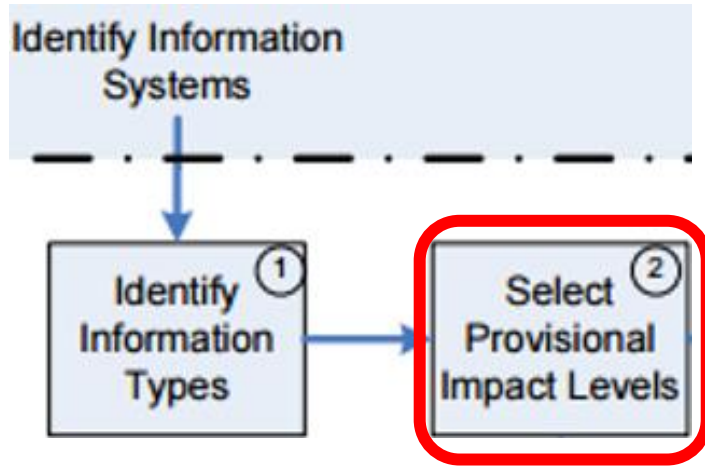 Identify Information
Systems
1
Identify
Information
Types
2
Select
Provisional
Impact Levels